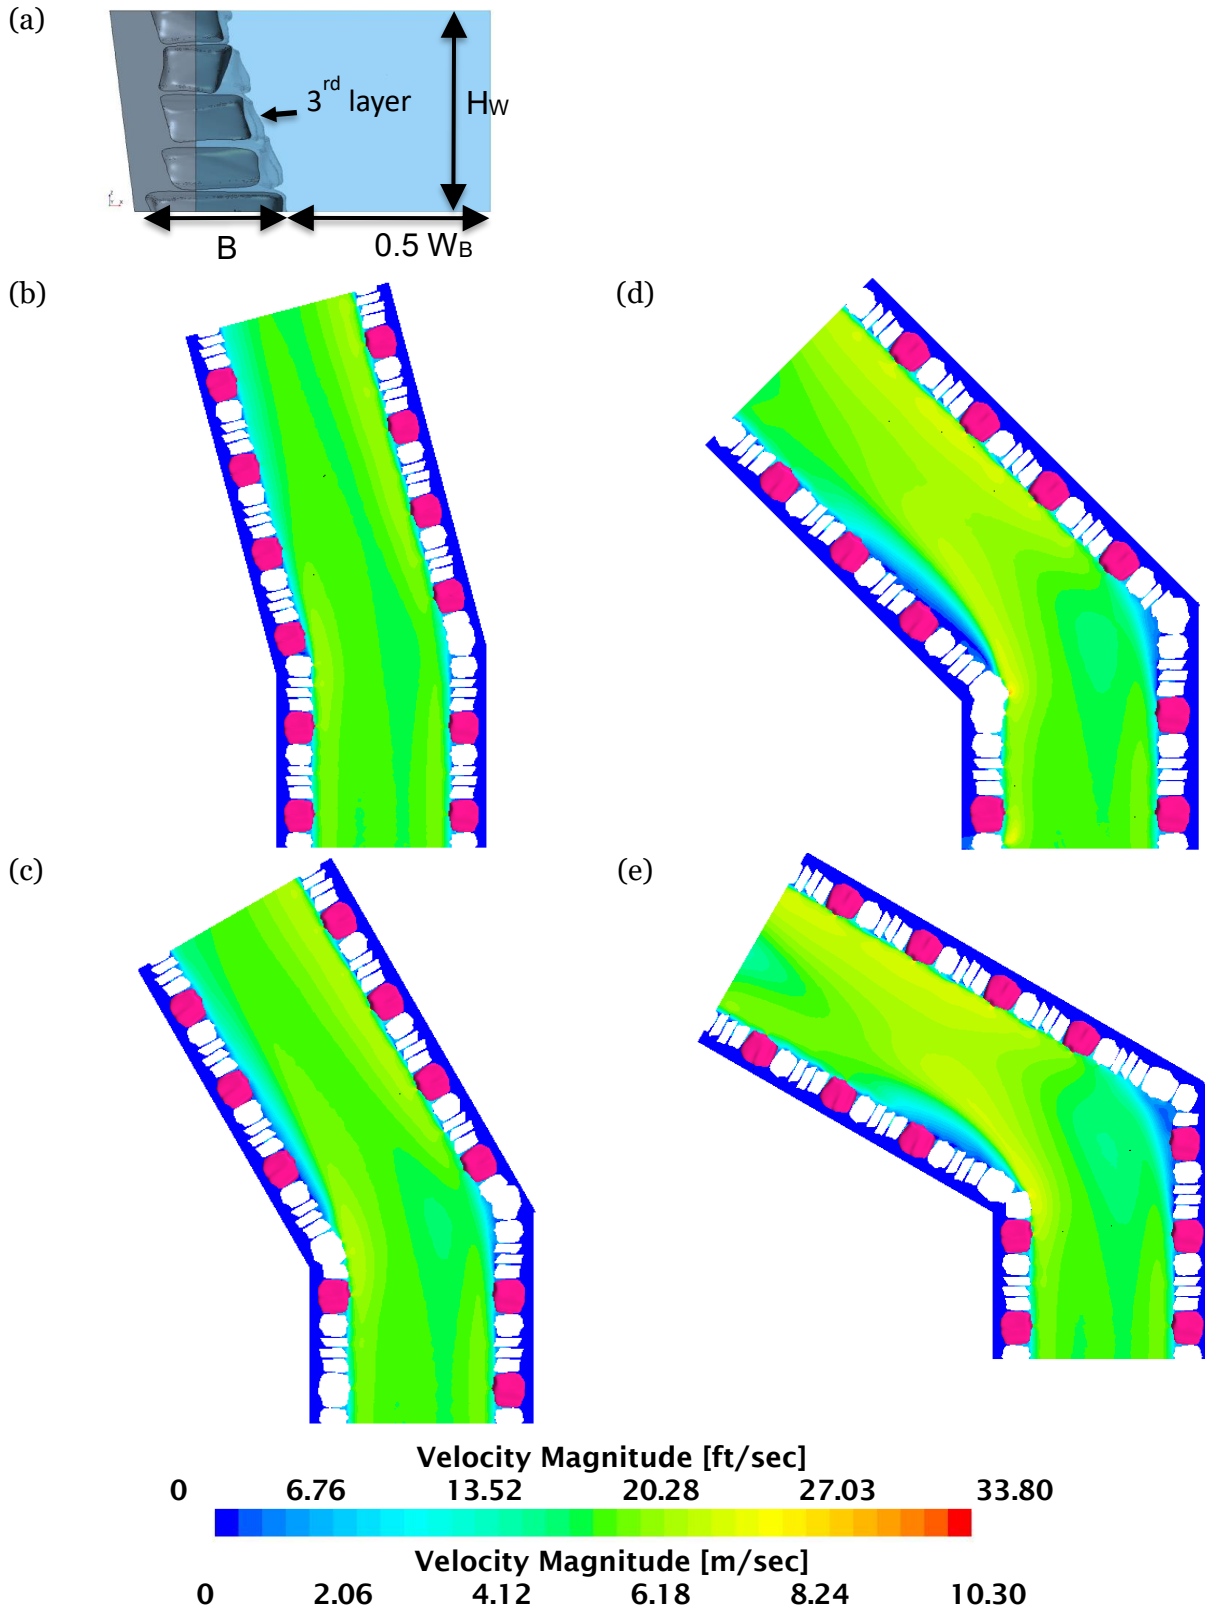 (a)
3rd layer
HW
B
0.5 WB
(b)
(d)
(c)
(e)
Velocity Magnitude [ft/sec]
0 6.76 13.52 20.28 27.03 33.80
Velocity Magnitude [m/sec]
0 2.06 4.12 6.18 8.24 10.30